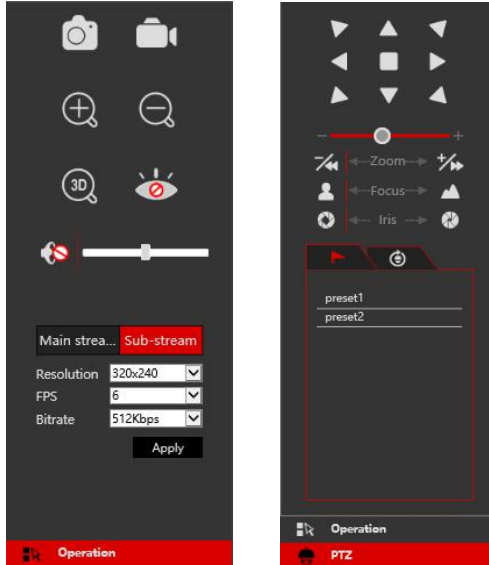 3D
Main strea... Sub-stream
Resolution 320x240
FPS 6
Bitrate 512Kbps
Apply
Operation
Zoom
Focus
Iris
preset1
preset2
Operation
PTZ